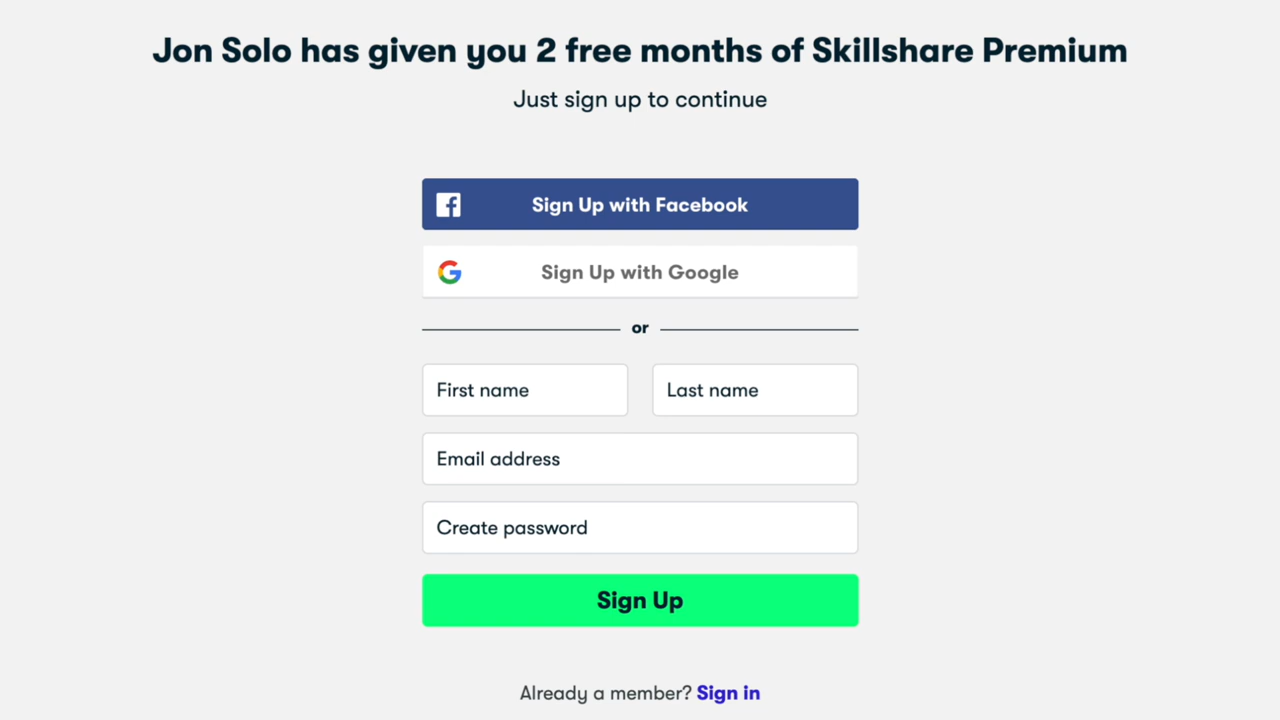 Jon Solo has given you 2 free months of Skillshare Premium
Just sign up to continue
Sign Up with Facebook
Sign Up with Google
or
First name Last name
Email address
Create password
Sign Up
Already a member? Sign in